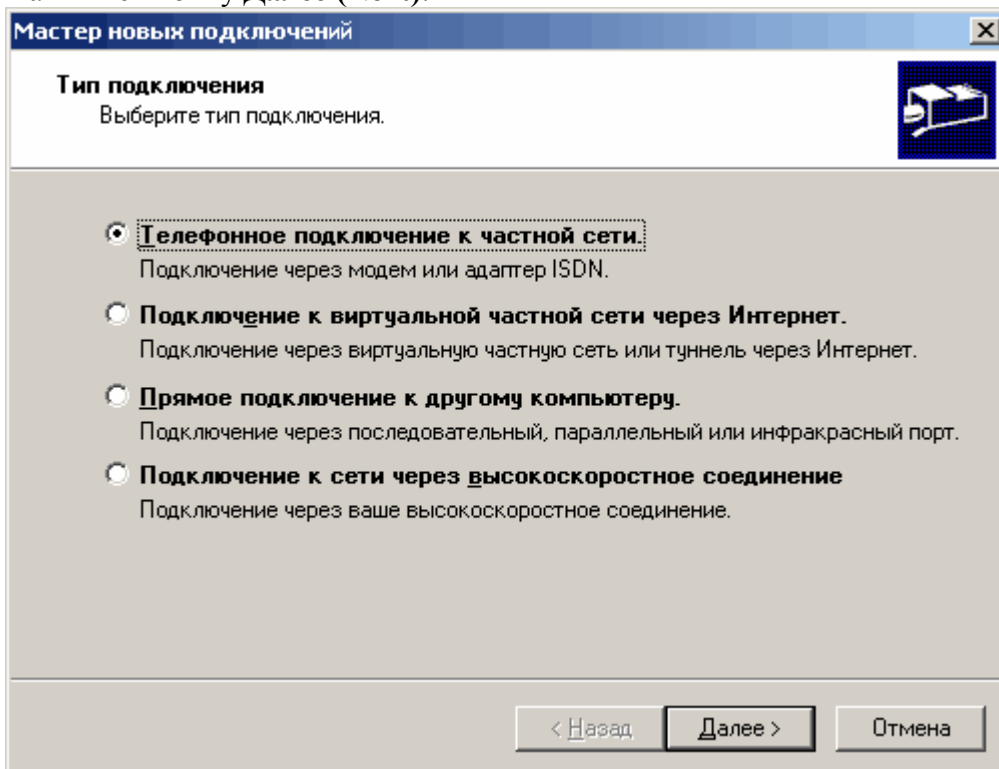 Мастер новых подключений
Тип подключения
Выберите тип подключения.
Телефонное подключение к частной сети.
Подключение через модем или адаптер ISDN.
Подключение к виртуальной частной сети через Интернет.
Подключение через виртуальную частную сеть или туннель через Интернет.
Прямое подключение к другому компьютеру.
Подключение через последовательный, параллельный или инфракрасный порт.
Подключение к сети через высокоскоростное соединение
Подключение через ваше высокоскоростное соединение.
< Назад Далее > Отмена